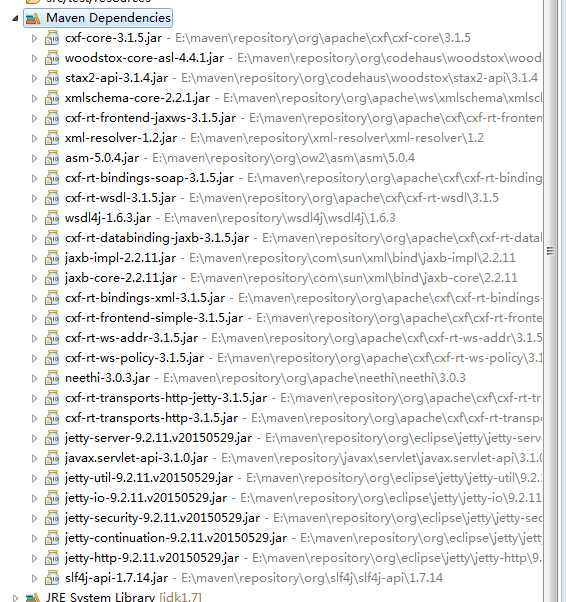 src/test/resources
Maven Dependencies
cxf-core-3.1.5.jar - E:\maven\repository\org\apache\cxf\cxf-core\3.1.5
woodstox-core-asl-4.4.1.jar - E:\maven\repository\org\codehaus\woodstox\wood
stax2-api-3.1.4.jar - E:\maven\repository\org\codehaus\woodstox\stax2-api\3.1.4
xmlschema-core-2.2.1.jar - E:\maven\repository\org\apache\ws\xmlschema\xmlsc
cxf-rt-frontend-jaxws-3.1.5.jar - E:\maven\repository\org\apache\cxf\cxf-fronten
xml-resolver-1.2.jar - E:\maven\repository\xml-resolver\xml-resolver\1.2
asm-5.0.4.jar - E:\maven\repository\org\ow2\asm\asm\5.0.4
cxf-rt-bindings-soap-3.1.5.jar - E:\maven\repository\org\apache\cxf\cxf-rt-binding
cxf-rt-wsdl-3.1.5.jar - E:\maven\repository\org\apache\cxf\cxf-rt-wsdl\3.1.5
wsdl4j-1.6.3.jar - E:\maven\repository\wsdl4j\wsdl4j\1.6.3
cxf-rt-databinding-jaxb-3.1.5.jar - E:\maven\repository\org\apache\cxf\cxf-rt-datal
jaxb-impl-2.2.11.jar - E:\maven\repository\com\sun\xml\bind\jaxb-impl\2.2.11
jaxb-core-2.2.11.jar - E:\maven\repository\com\sun\xml\bind\jaxb-core\2.2.11
cxf-rt-bindings-xml-3.1.5.jar - E:\maven\repository\org\apache\cxf\cxf-rt-bindings-
cxf-rt-frontend-simple-3.1.5.jar - E:\maven\repository\org\apache\cxf\cxf-rt-fronte
cxf-rt-ws-addr-3.1.5.jar - E:\maven\repository\org\apache\cxf\cxf-rt-ws-addr\3.1.5
cxf-rt-ws-policy-3.1.5.jar - E:\maven\repository\org\apache\cxf\cxf-rt-ws-policy\3.1
neethi-3.0.3.jar - E:\maven\repository\org\apache\neethi\neethi\3.0.3
cxf-rt-transports-http-jetty-3.1.5.jar - E:\maven\repository\org\apache\cxf\cxf-rt-tr
cxf-rt-transports-http-3.1.5.jar - E:\maven\repository\org\apache\cxf\cxf-rt-transp
jetty-server-9.2.11.v20150529.jar - E:\maven\repository\org\eclipse\jetty\jetty-serv
javax.servlet-api-3.1.0.jar - E:\maven\repository\javax\servlet\javax.servlet-api\3.1.0
jetty-util-9.2.11.v20150529.jar - E:\maven\repository\org\eclipse\jetty\jetty-util\9.2.
jetty-io-9.2.11.v20150529.jar - E:\maven\repository\org\eclipse\jetty\jetty-io\9.2.11
jetty-security-9.2.11.v20150529.jar - E:\maven\repository\org\eclipse\jetty\jetty-sec
jetty-continuation-9.2.11.v20150529.jar - E:\maven\repository\org\eclipse\jetty\jett
jetty-http-9.2.11.v20150529.jar - E:\maven\repository\org\eclipse\jetty\jetty-http\9.
slf4j-api-1.7.14.jar - E:\maven\repository\org\slf4j\slf4j-api\1.7.14
JRE System Library [jdk1.7]